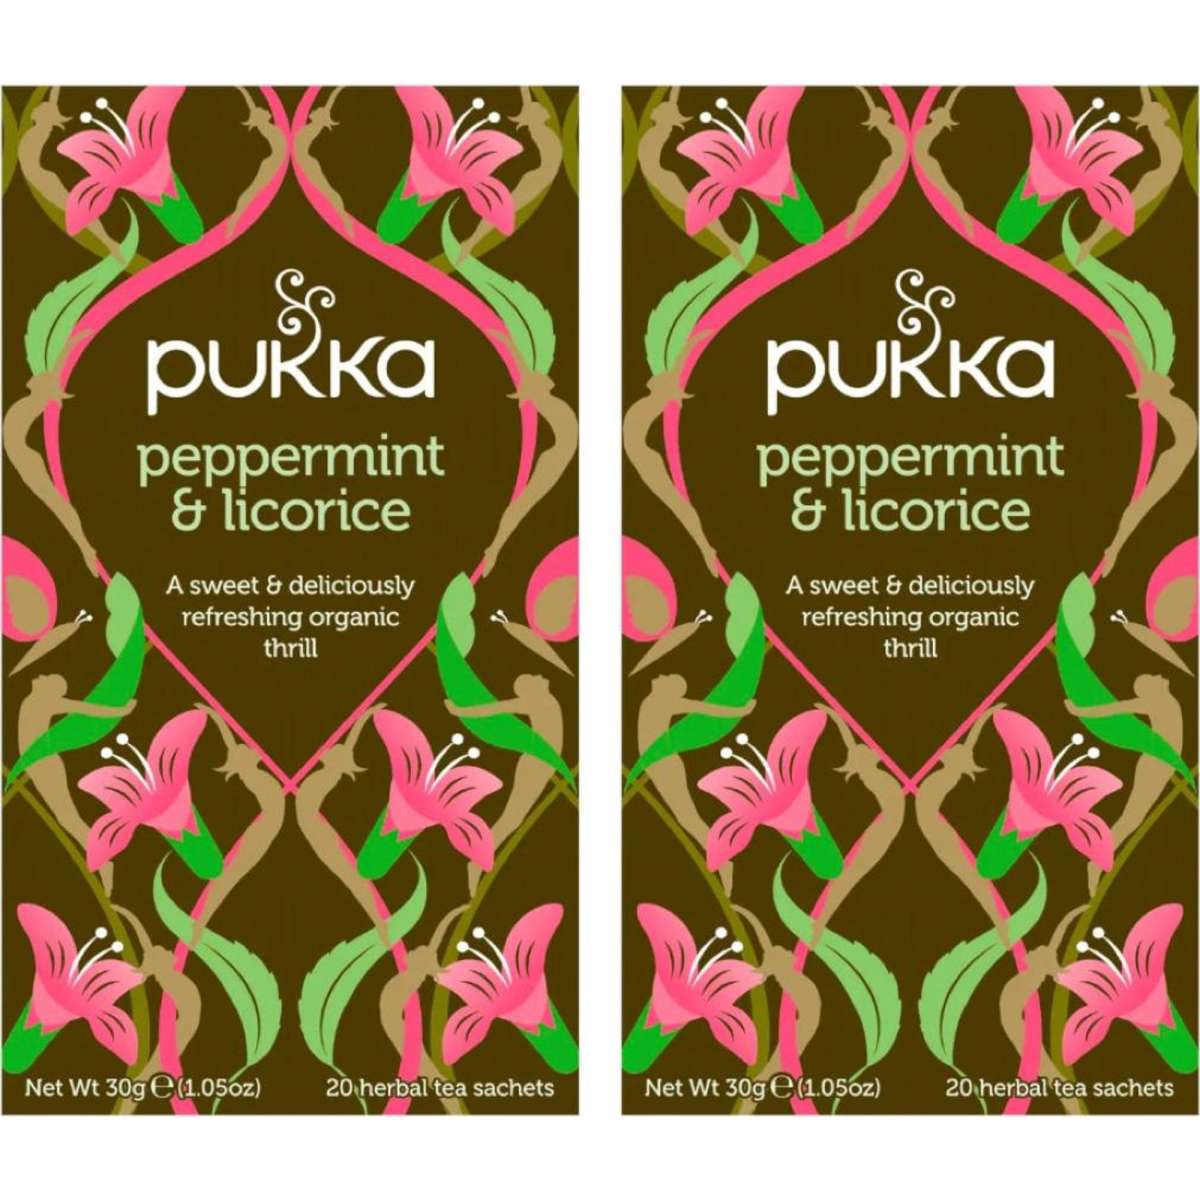 pukka
peppermint
& licorice
A sweet & deliciously
refreshing organic
thrill
Net Wt 30g ℮ (1.05oz)
20 herbal tea sachets
pukka
peppermint
& licorice
A sweet & deliciously
refreshing organic
thrill
Net Wt 30g ℮ (1.05oz)
20 herbal tea sachets